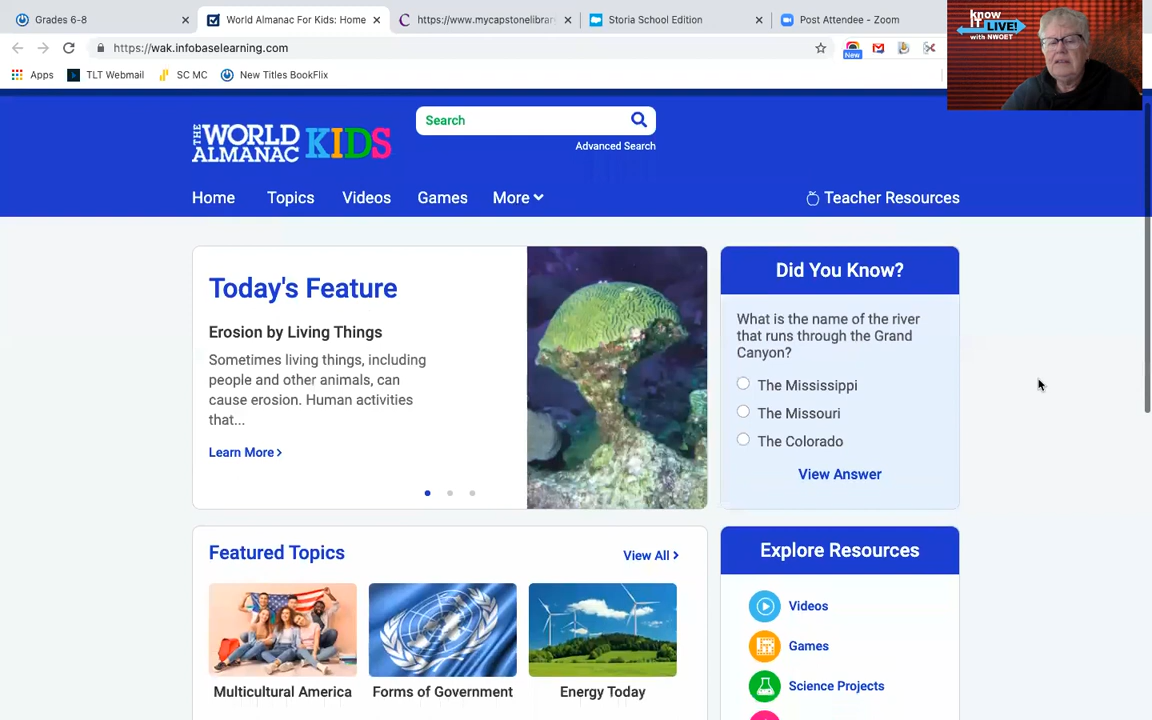 Grades 6-8
World Almanac For Kids: Home
https://www.mycapstonelibrary
Storia School Edition
Post Attendee - Zoom
https://wak.infobaselearning.com
New
Apps
TLT Webmail
SC MC
New Titles BookFlix
know
IT LIVE!
with NWOET
THE WORLD ALMANAC KIDS
Search
Advanced Search
Home
Topics
Videos
Games
More
Teacher Resources
Today's Feature
Erosion by Living Things
Sometimes living things, including
people and other animals, can
cause erosion. Human activities
that...
Learn More
Did You Know?
What is the name of the river
that runs through the Grand
Canyon?
The Mississippi
The Missouri
The Colorado
View Answer
Featured Topics
View All
Multicultural America
Forms of Government
Energy Today
Explore Resources
Videos
Games
Science Projects